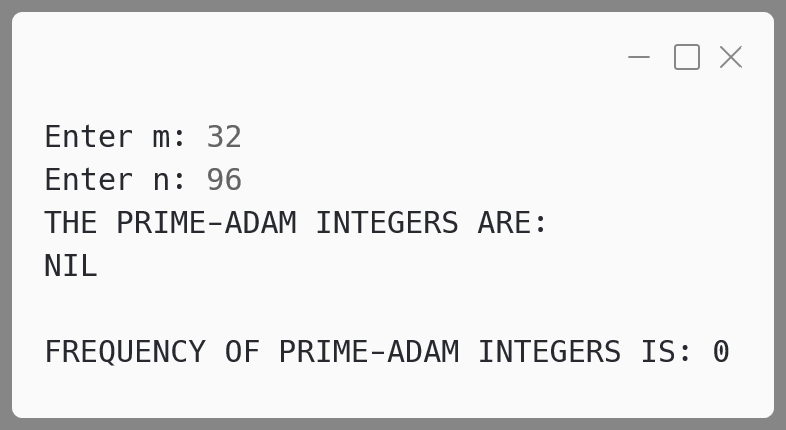 Enter m: 32
Enter n: 96
THE PRIME-ADAM INTEGERS ARE:
NIL
FREQUENCY OF PRIME-ADAM INTEGERS IS: 0